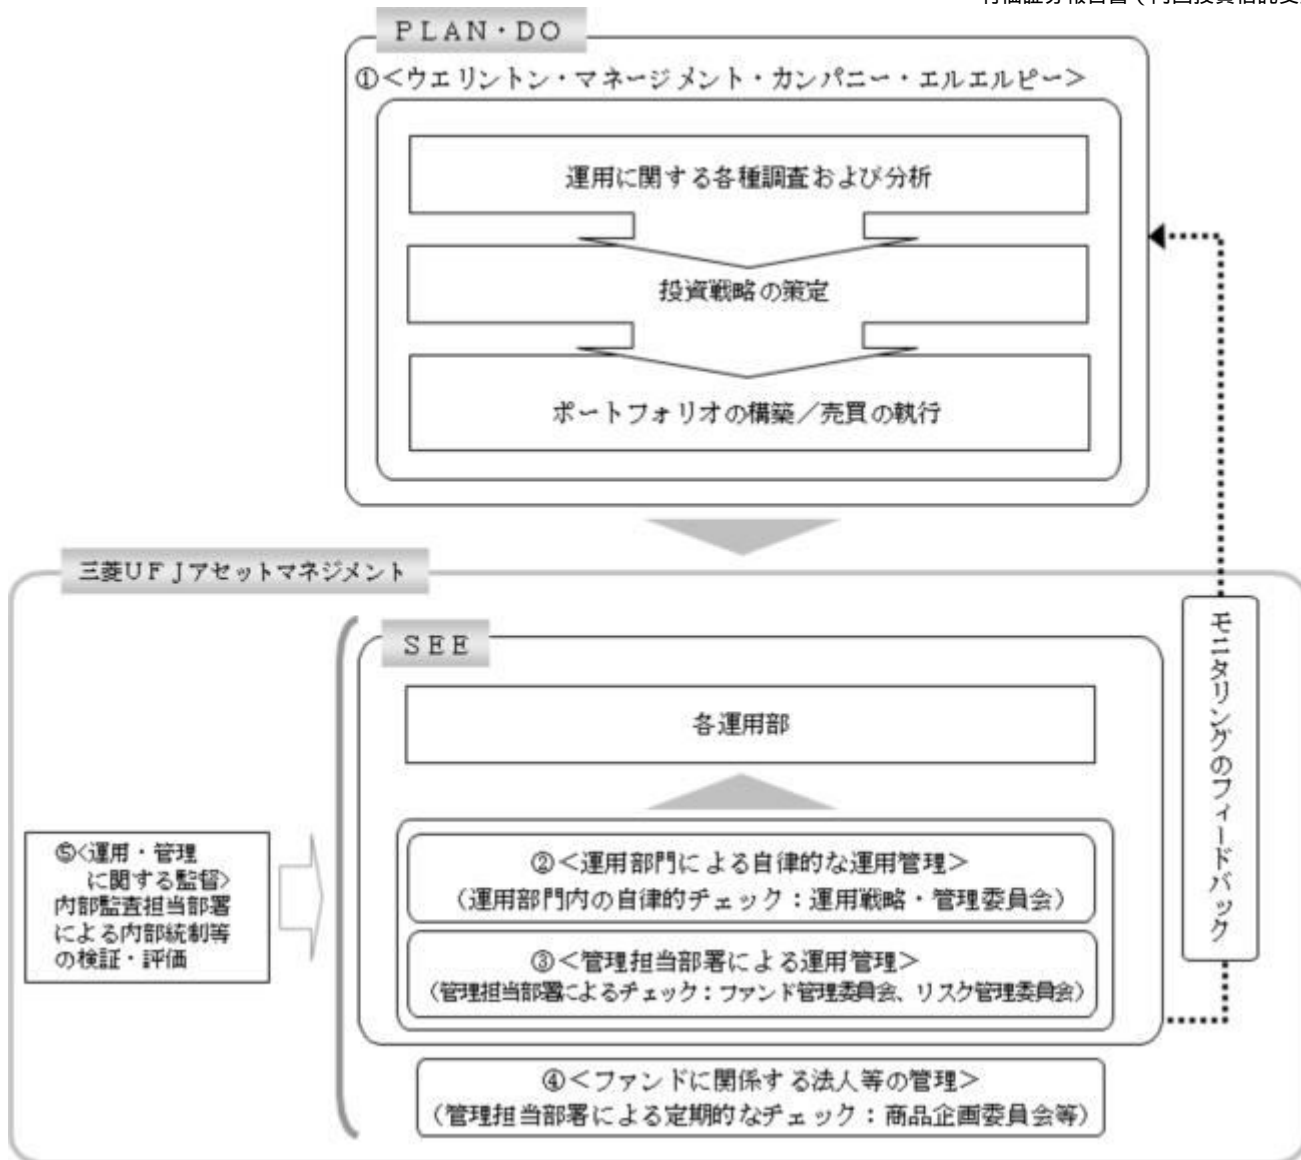 PLAN・DO
①<ウエリントン・マネージメント・カンパニー・エルエルピー>
運用に関する各種調査および分析
投資戦略の策定
ポートフォリオの構築/売買の執行
三菱UFJアセットマネジメント
SEE
各運用部
②<運用部門による自律的な運用管理>
(運用部門内の自律的チェック:運用戦略・管理委員会)
③<管理担当部署による運用管理>
(管理担当部署によるチェック:ファンド管理委員会、リスク管理委員会)
④<ファンドに関係する法人等の管理>
(管理担当部署による定期的なチェック:商品企画委員会等)
⑤<運用・管理
に関する監督>
内部監査担当部署
による内部統制等
の検証・評価
モニタリングのフィードバック